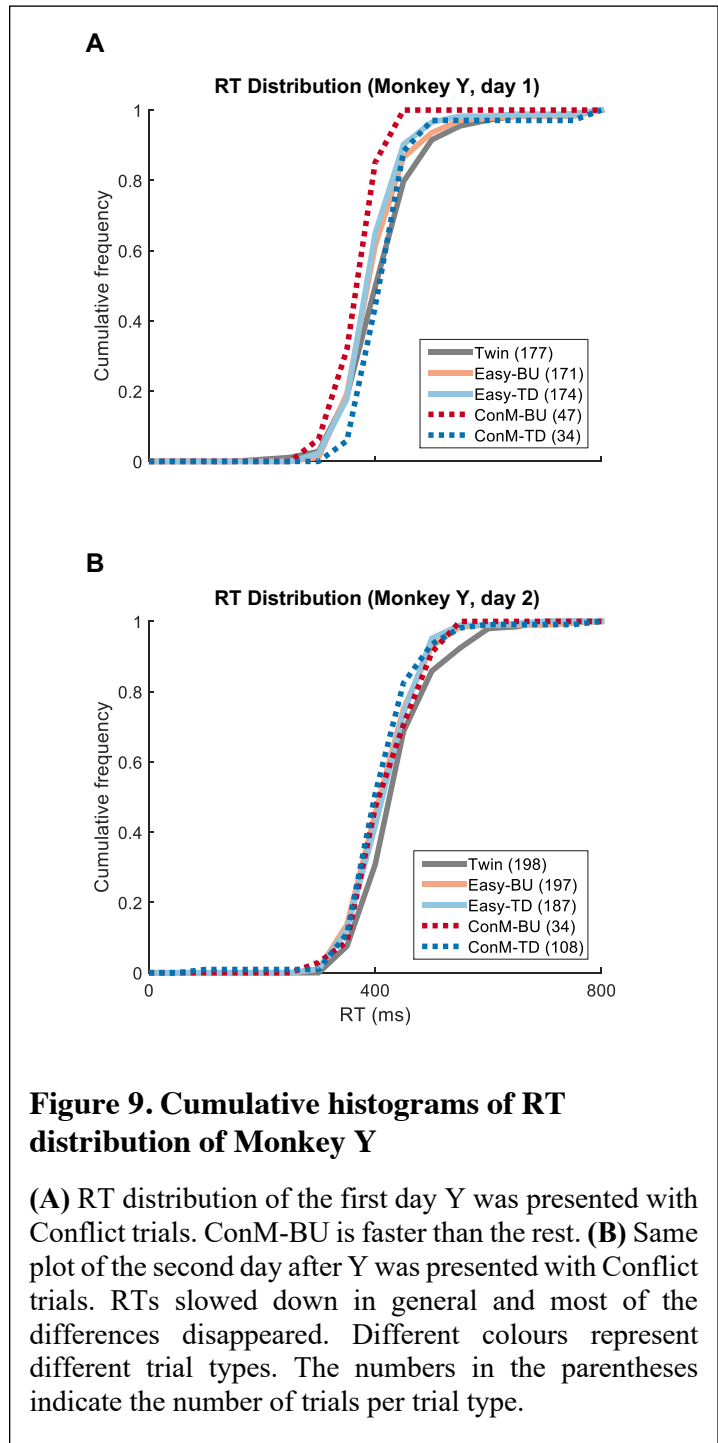 A
RT Distribution (Monkey Y, day 1)
1
0.8
0.6
0.4
0.2
0
Cumulative frequency
Twin (177)
Easy-BU (171)
Easy-TD (174)
ConM-BU (47)
ConM-TD (34)
B
RT Distribution (Monkey Y, day 2)
1
0.8
0.6
0.4
0.2
0
Cumulative frequency
Twin (198)
Easy-BU (197)
Easy-TD (187)
ConM-BU (34)
ConM-TD (108)
0
400
800
RT (ms)
Figure 9. Cumulative histograms of RT
distribution of Monkey Y
(A) RT distribution of the first day Y was presented with
Conflict trials. ConM-BU is faster than the rest. (B) Same
plot of the second day after Y was presented with Conflict
trials. RTs slowed down in general and most of the
differences disappeared. Different colours represent
different trial types. The numbers in the parentheses
indicate the number of trials per trial type.